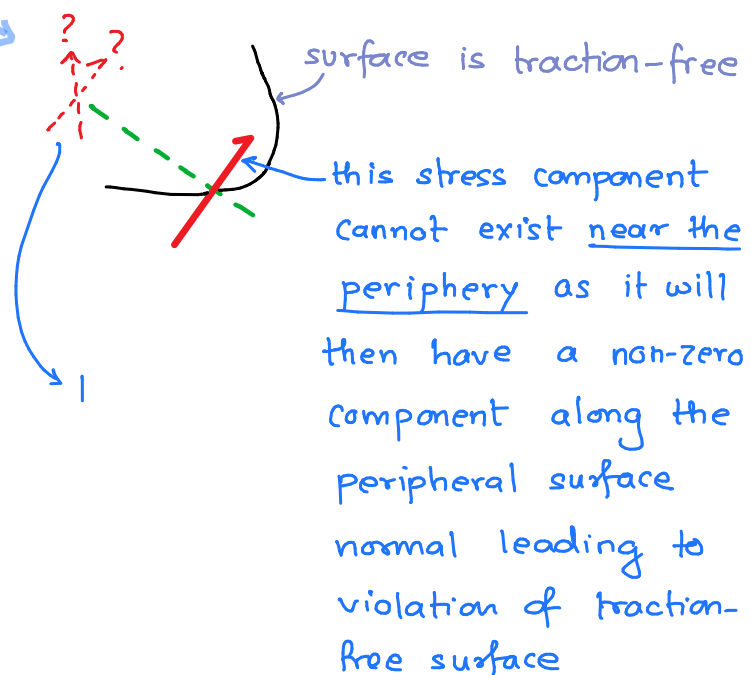 ? ?
surface is traction-free
this stress component
cannot exist near the
periphery as it will
then have a non-zero
component along the
peripheral surface
normal leading to
violation of traction-
free surface
I